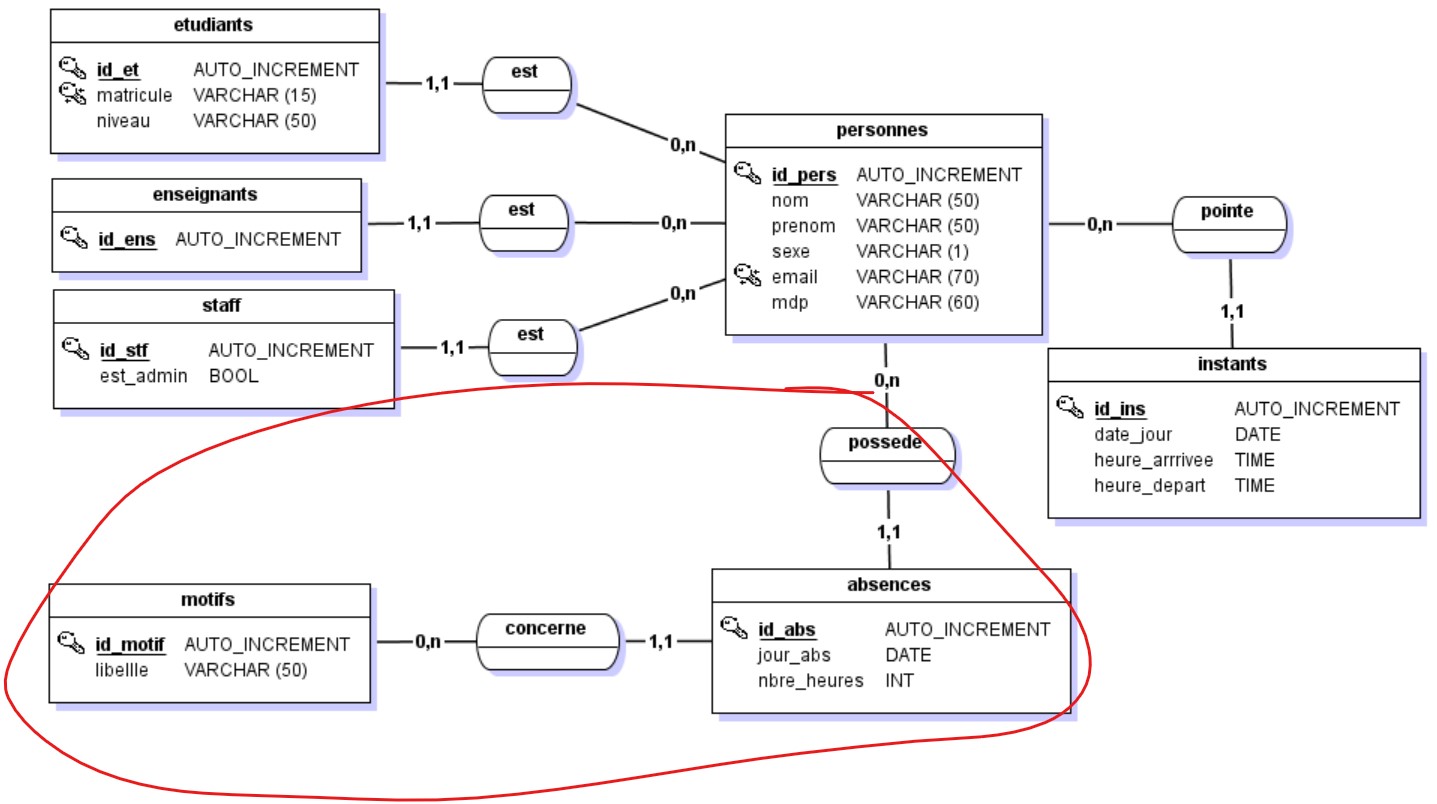 etudiants
id_et AUTO_INCREMENT
matricule VARCHAR (15)
niveau VARCHAR (50)
1,1
est
0,n
enseignants
id_ens AUTO_INCREMENT
1,1
est
0,n
staff
id_stf AUTO_INCREMENT
est_admin BOOL
1,1
est
0,n
personnes
id_pers AUTO_INCREMENT
nom VARCHAR (50)
prenom VARCHAR (50)
sexe VARCHAR (1)
email VARCHAR (70)
mdp VARCHAR (60)
0,n
pointe
1,1
instants
id_ins AUTO_INCREMENT
date_jour DATE
heure_arrrivee TIME
heure_depart TIME
0,n
possede
1,1
absences
id_abs AUTO_INCREMENT
jour_abs DATE
nbre_heures INT
1,1
concerne
0,n
motifs
id_motif AUTO_INCREMENT
libellle VARCHAR (50)